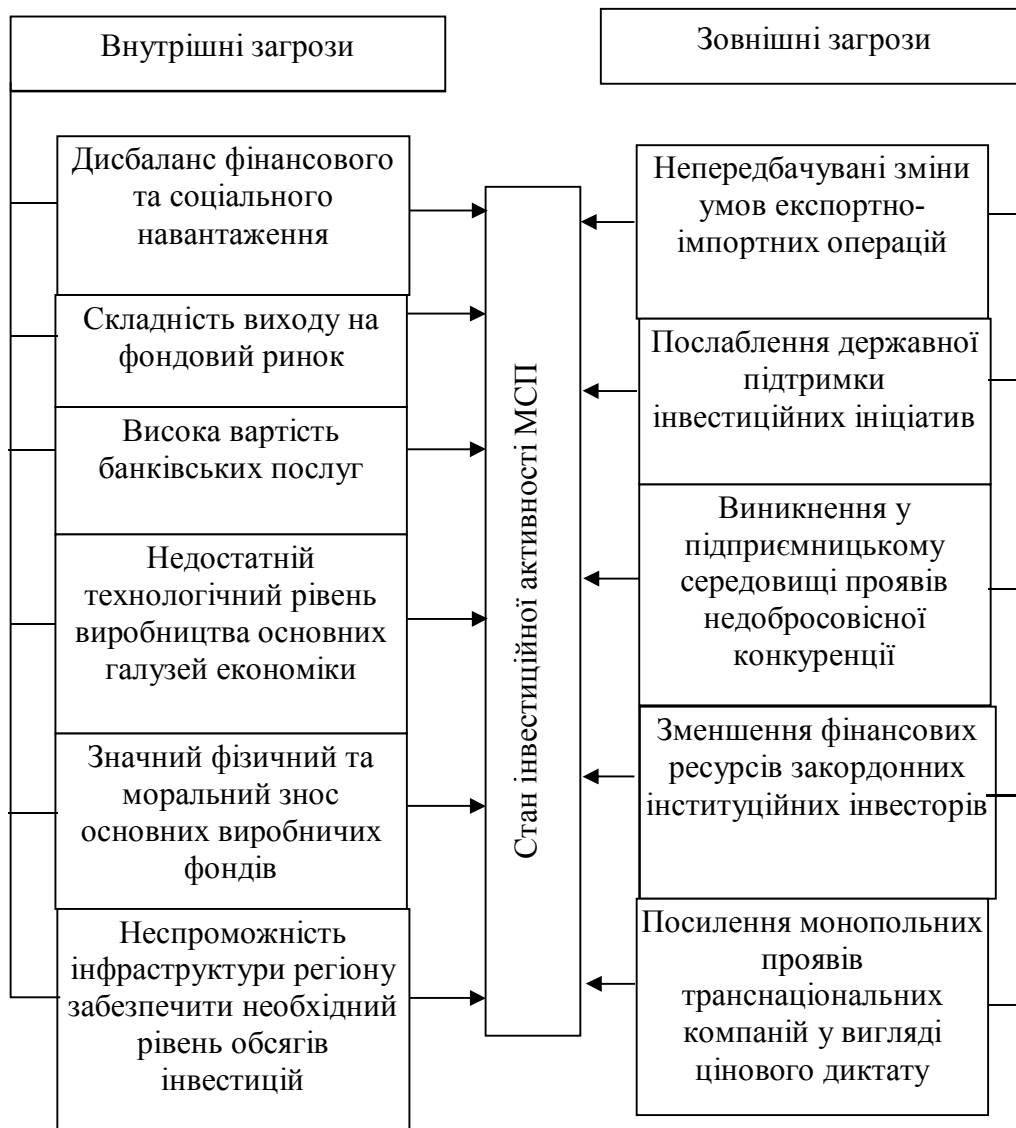 Внутрішні загрози
Дисбаланс фінансового
та соціального
навантаження
Складність виходу на
фондовий ринок
Висока вартість
банківських послуг
Недостатній
технологічний рівень
виробництва основних
галузей економіки
Значний фізичний та
моральний знос
основних виробничих
фондів
Неспроможність
інфраструктури регіону
забезпечити необхідний
рівень обсягів
інвестицій
Стан інвестиційної активності МСП
Зовнішні загрози
Непередбачувані зміни
умов експортно-
імпортних операцій
Послаблення державної
підтримки
інвестиційних ініціатив
Виникнення у
підприємницькому
середовищі проявів
недобросовісної
конкуренції
Зменшення фінансових
ресурсів закордонних
інституційних інвесторів
Посилення монопольних
проявів
транснаціональних
компаній у вигляді
цінового диктату